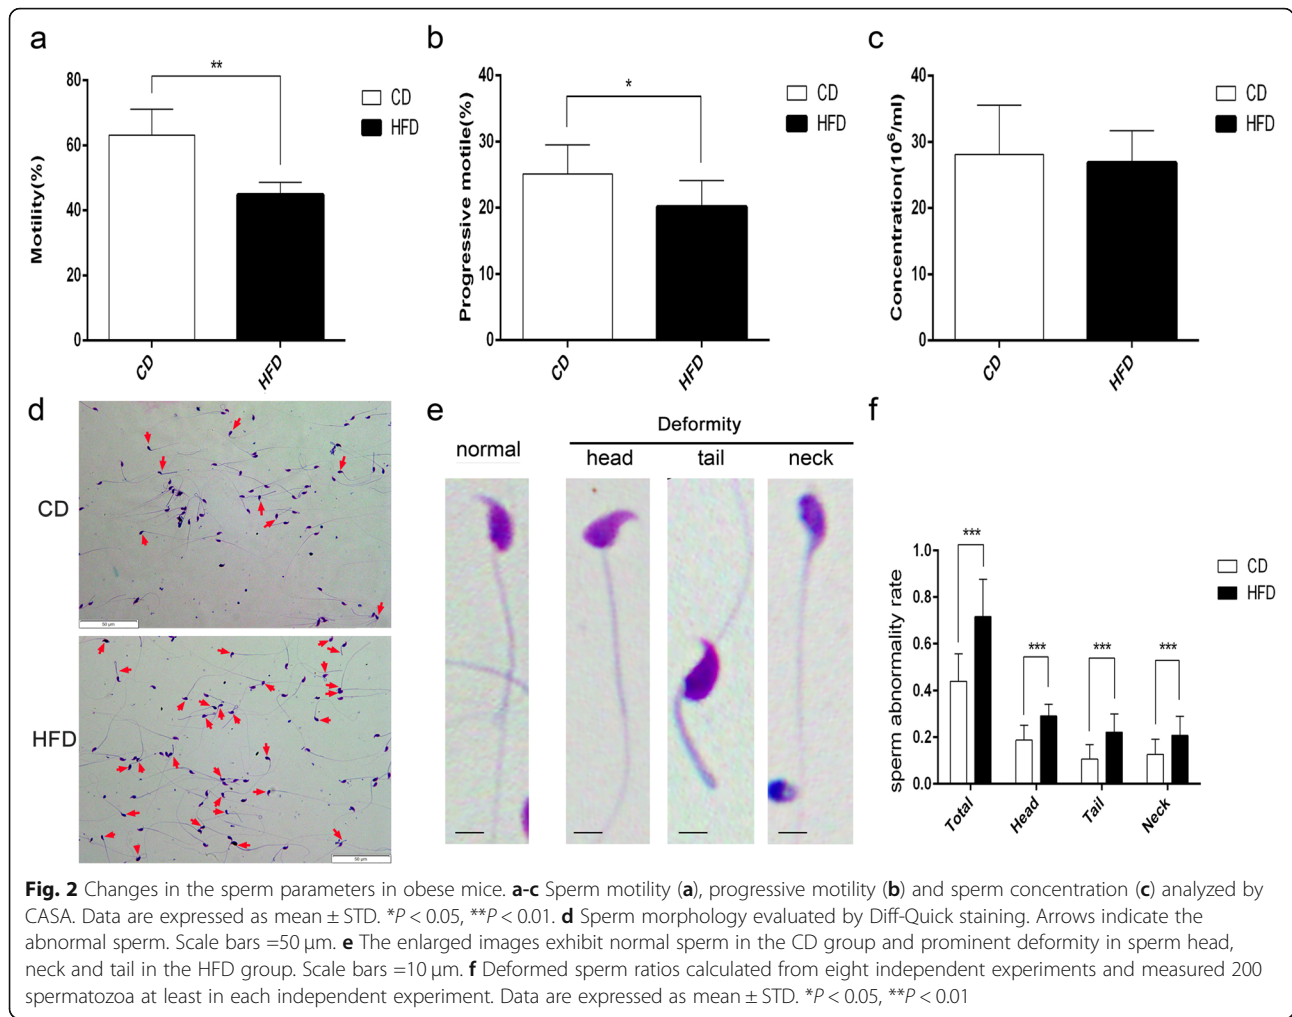 a
**
80
60
40
20
0
Motility(%)
CD
HFD
CD
HFD
b
*
40
30
20
10
0
Progressive motile(%)
CD
HFD
CD
HFD
c
40
30
20
10
0
Concentration(10⁶/ml)
CD
HFD
CD
HFD
d
CD
50 µm
HFD
50 µm
e
Deformity
normal
head
tail
neck
f
1.0
0.8
0.6
0.4
0.2
0.0
sperm abnormality rate
***
***
***
***
Total
Head
Tail
Neck
CD
HFD
Fig. 2 Changes in the sperm parameters in obese mice. a-c Sperm motility (a), progressive motility (b) and sperm concentration (c) analyzed by
CASA. Data are expressed as mean ± STD. *P < 0.05, **P < 0.01. d Sperm morphology evaluated by Diff-Quick staining. Arrows indicate the
abnormal sperm. Scale bars =50 μm. e The enlarged images exhibit normal sperm in the CD group and prominent deformity in sperm head,
neck and tail in the HFD group. Scale bars =10 μm. f Deformed sperm ratios calculated from eight independent experiments and measured 200
spermatozoa at least in each independent experiment. Data are expressed as mean ± STD. *P < 0.05, **P < 0.01